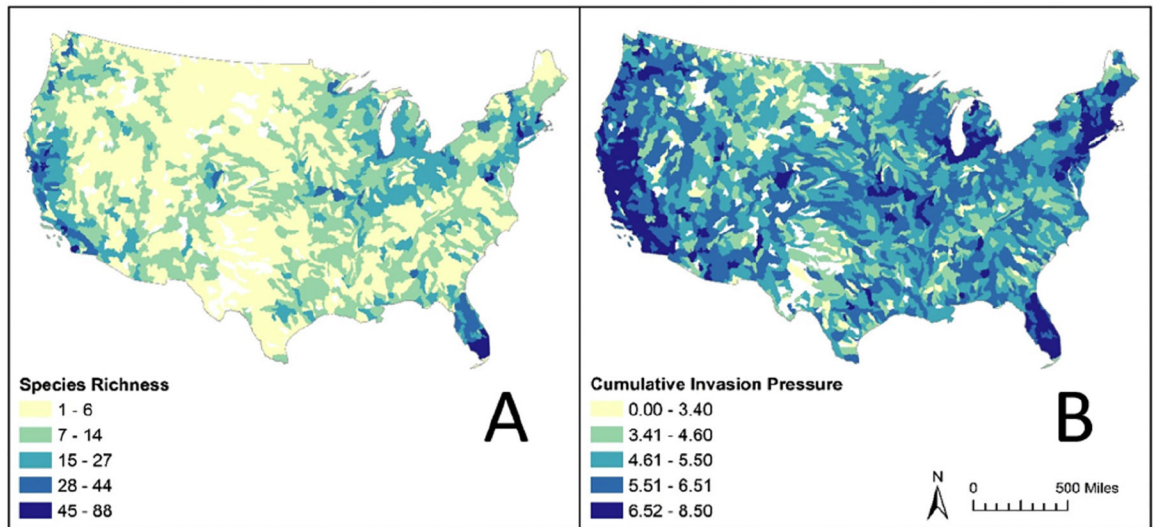 Species Richness
1 - 6
7 - 14
15 - 27
28 - 44
45 - 88
A
Cumulative Invasion Pressure
0.00 - 3.40
3.41 - 4.60
4.61 - 5.50
5.51 - 6.51
6.52 - 8.50
B
N
0 500 Miles